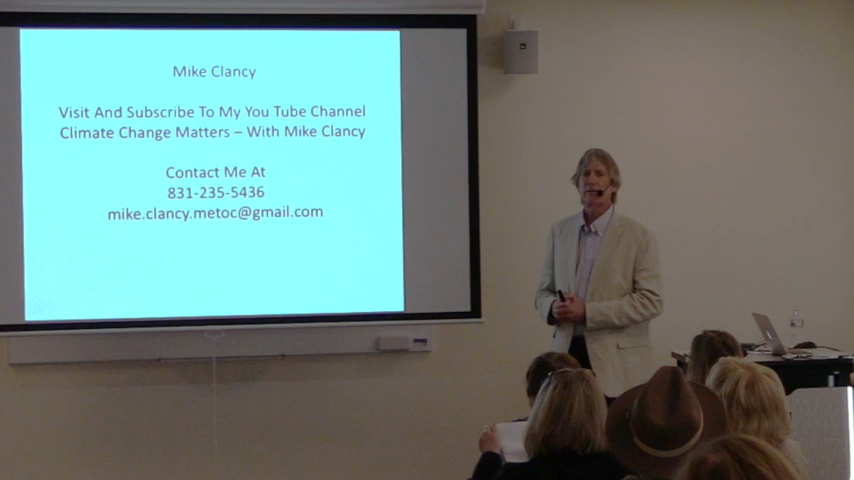 Mike Clancy
Visit And Subscribe To My You Tube Channel
Climate Change Matters – With Mike Clancy
Contact Me At
831-235-5436
mike.clancy.metoc@gmail.com